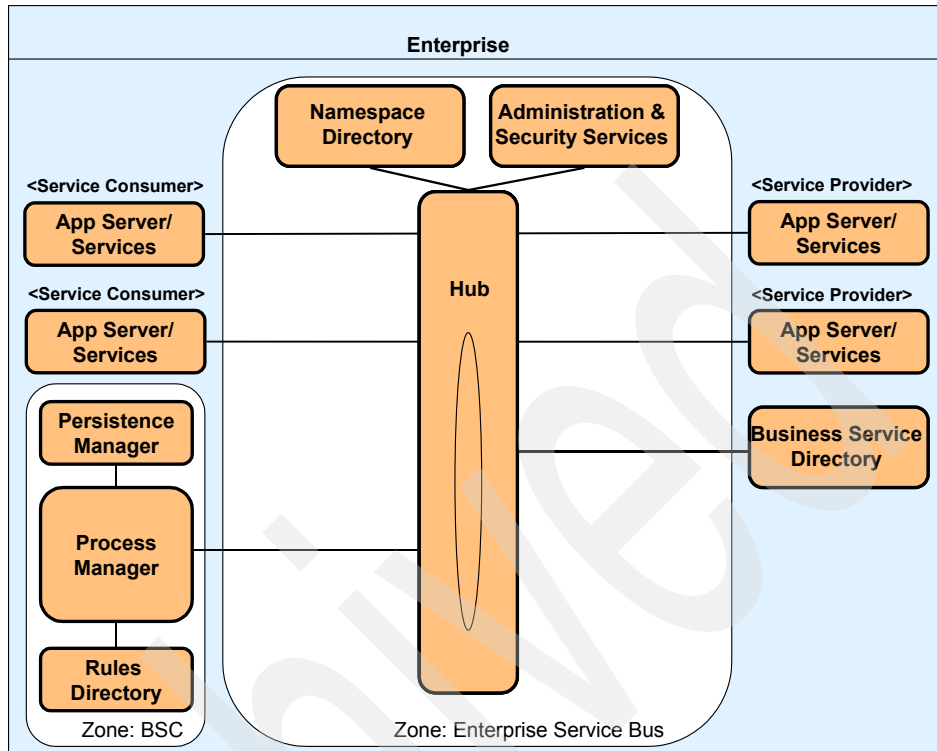 Enterprise
Namespace
Directory
Administration &
Security Services
<Service Consumer>
App Server/
Services
<Service Consumer>
App Server/
Services
Persistence
Manager
Process
Manager
Rules
Directory
Zone: BSC
Hub
Zone: Enterprise Service Bus
<Service Provider>
App Server/
Services
<Service Provider>
App Server/
Services
Business Service
Directory